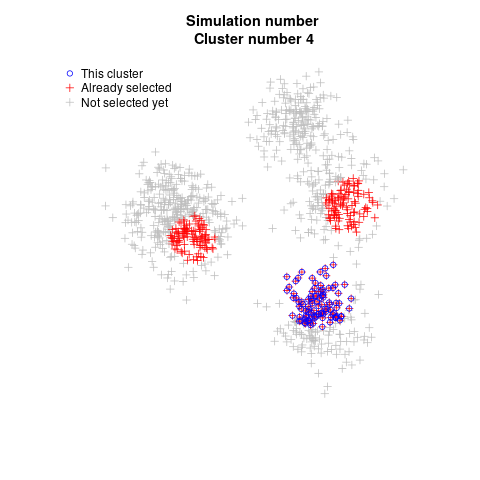 Simulation number
Cluster number 4
This cluster
Already selected
Not selected yet